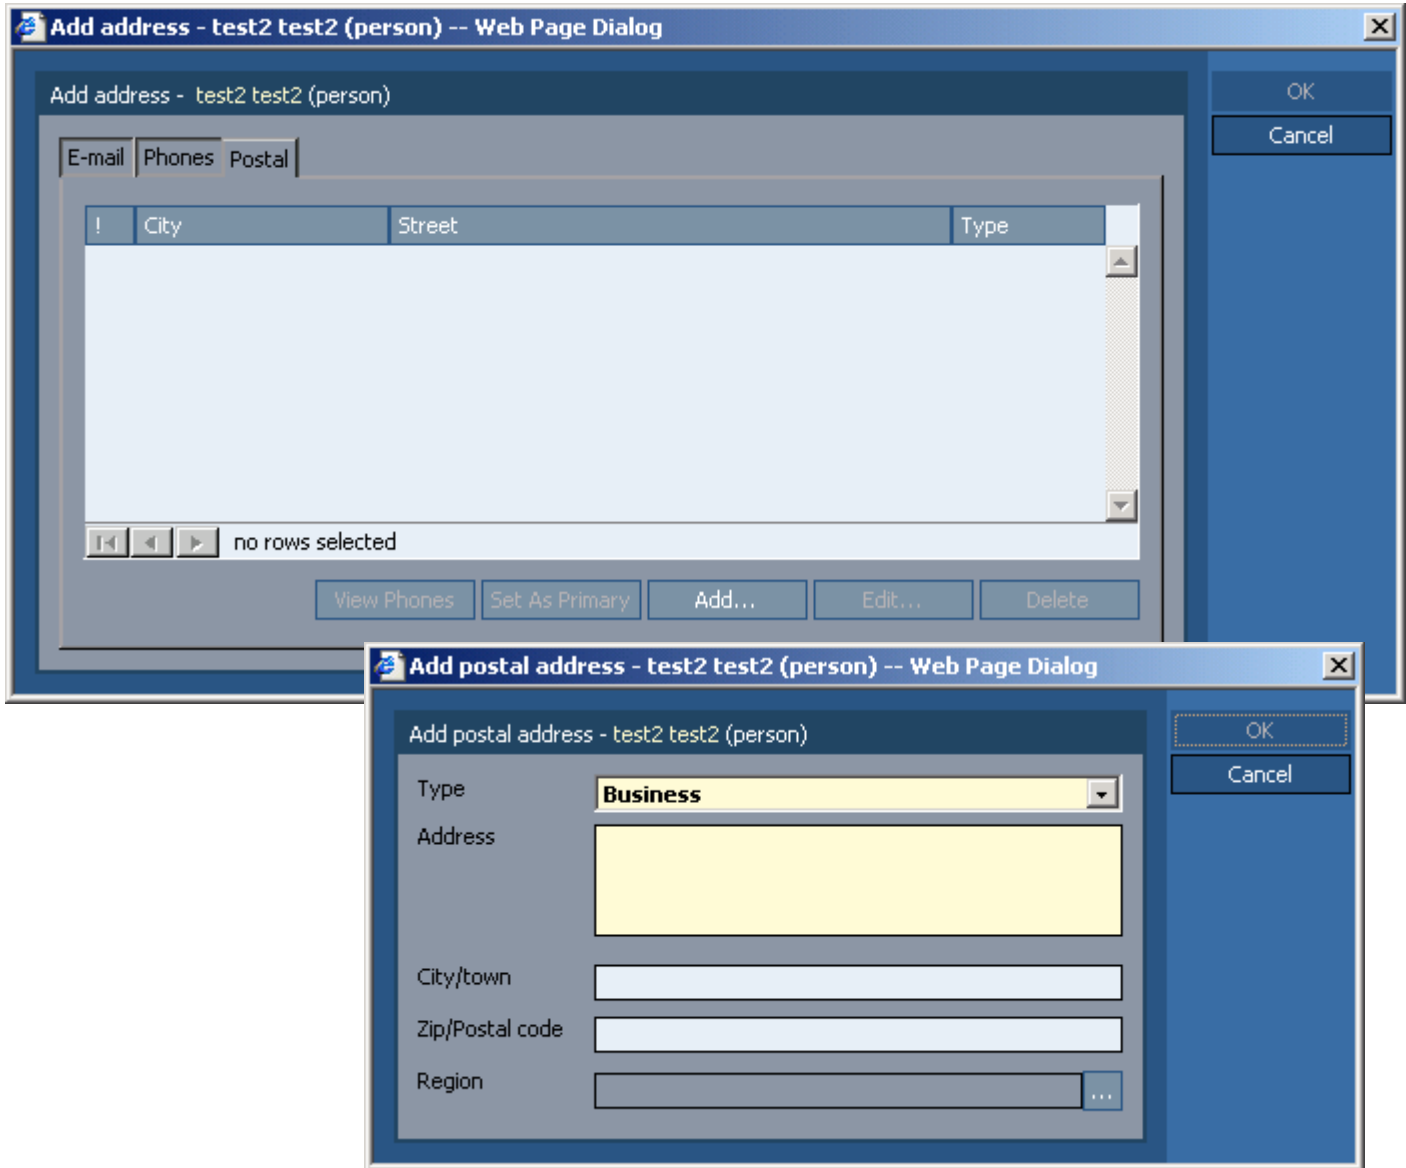 Add address - test2 test2 (person) -- Web Page Dialog
Add address - test2 test2 (person)
OK
Cancel
E-mail Phones Postal
! City Street Type
no rows selected
View Phones Set As Primary Add... Edit... Delete
Add postal address - test2 test2 (person) -- Web Page Dialog
Add postal address - test2 test2 (person)
OK
Cancel
Type Business
Address
City/town
Zip/Postal code
Region ...